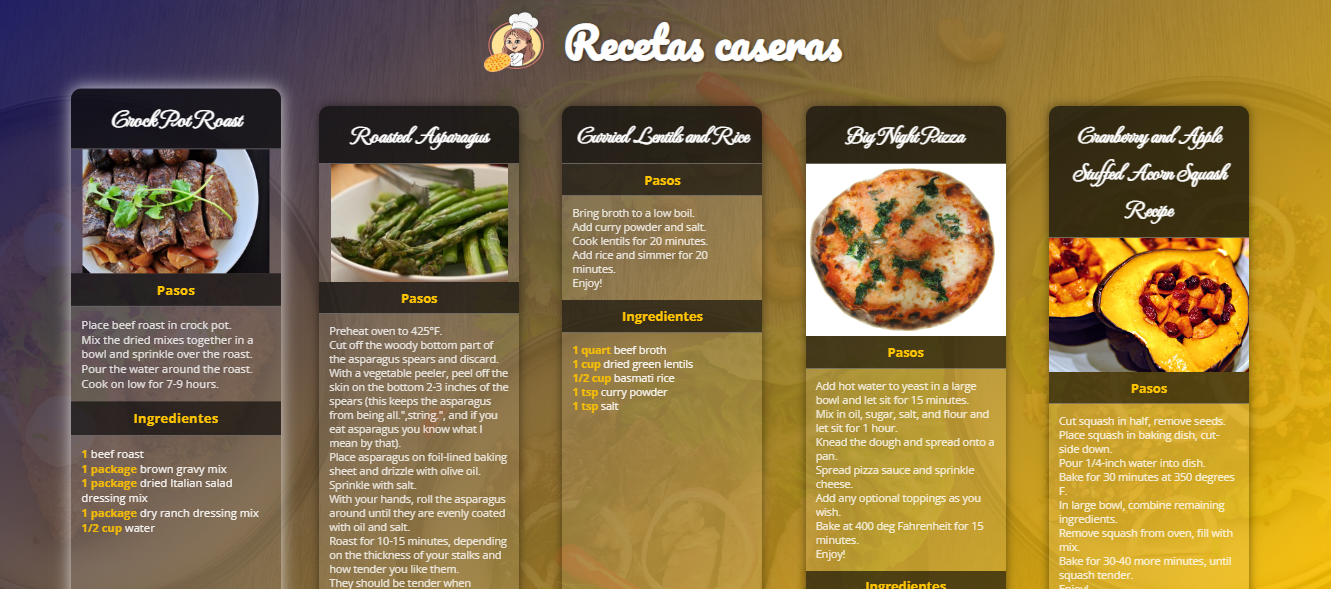 Recetas caseras
Crock Pot Roast
Pasos
Place beef roast in crock pot.
Mix the dried mixes together in a
bowl and sprinkle over the roast.
Pour the water around the roast.
Cook on low for 7-9 hours.
Ingredientes
1 beef roast
1 package brown gravy mix
1 package dried Italian salad
dressing mix
1 package dry ranch dressing mix
1/2 cup water
Roasted Asparagus
Pasos
Preheat oven to 425°F.
Cut off the woody bottom part of
the asparagus spears and discard.
With a vegetable peeler, peel off the
skin on the bottom 2-3 inches of the
spears (this keeps the asparagus
from being all.",string.", and if you
eat asparagus you know what I
mean by that).
Place asparagus on foil-lined baking
sheet and drizzle with olive oil.
Sprinkle with salt.
With your hands, roll the asparagus
around until they are evenly coated
with oil and salt.
Roast for 10-15 minutes, depending
on the thickness of your stalks and
how tender you like them.
They should be tender when
Curried Lentils and Rice
Pasos
Bring broth to a low boil.
Add curry powder and salt.
Cook lentils for 20 minutes.
Add rice and simmer for 20
minutes.
Enjoy!
Ingredientes
1 quart beef broth
1 cup dried green lentils
1/2 cup basmati rice
1 tsp curry powder
1 tsp salt
Big Night Pizza
Pasos
Add hot water to yeast in a large
bowl and let sit for 15 minutes.
Mix in oil, sugar, salt, and flour and
let sit for 1 hour.
Knead the dough and spread onto a
pan.
Spread pizza sauce and sprinkle
cheese.
Add any optional toppings as you
wish.
Bake at 400 deg Fahrenheit for 15
minutes.
Enjoy!
Ingredientes
Cranberry and Apple
Stuffed Acorn Squash
Recipe
Pasos
Cut squash in half, remove seeds.
Place squash in baking dish, cut-
side down.
Pour 1/4-inch water into dish.
Bake for 30 minutes at 350 degrees
F.
In large bowl, combine remaining
ingredients.
Remove squash from oven, fill with
mix.
Bake for 30-40 more minutes, until
squash tender.
Enjoy!